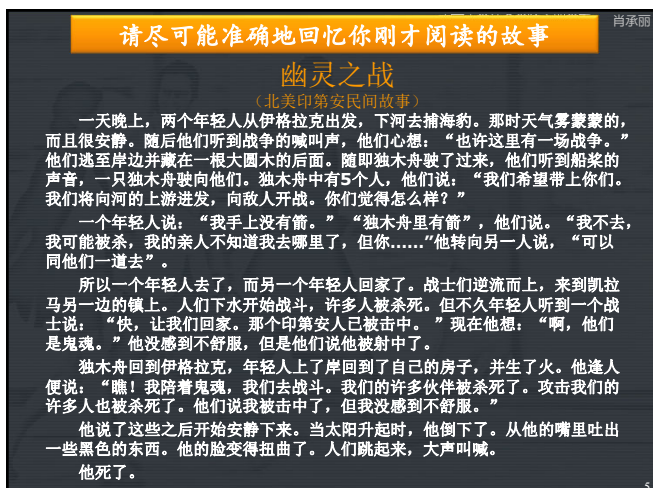 肖承丽
请尽可能准确地回忆你刚才阅读的故事
幽灵之战
（北美印第安民间故事）
一天晚上，两个年轻人从伊格拉克出发，下河去捕海豹。那时天气雾蒙蒙的，
而且很安静。随后他们听到战争的喊叫声，他们心想：“也许这里有一场战争。”
他们逃至岸边并藏在一根大圆木的后面。随即独木舟驶了过来，他们听到船桨的
声音，一只独木舟驶向他们。独木舟中有5个人，他们说：“我们希望带上你们。
我们将向河的上游进发，向敌人开战。你们觉得怎么样？”
一个年轻人说：“我手上没有箭。” “独木舟里有箭”，他们说。“我不去，
我可能被杀，我的亲人不知道我去哪里了，但你……”他转向另一人说，“可以
同他们一道去”。
所以一个年轻人去了，而另一个年轻人回家了。战士们逆流而上，来到凯拉
马另一边的镇上。人们下水开始战斗，许多人被杀死。但不久年轻人听到一个战
士说： “快，让我们回家。那个印第安人已被击中。 ”现在他想：“啊，他们
是鬼魂。”他没感到不舒服，但是他们说他被射中了。
独木舟回到伊格拉克，年轻人上了岸回到了自己的房子，并生了火。他逢人
便说：“瞧！我陪着鬼魂，我们去战斗。我们的许多伙伴被杀死了。攻击我们的
许多人也被杀死了。他们说我被击中了，但我没感到不舒服。”
他说了这些之后开始安静下来。当太阳升起时，他倒下了。从他的嘴里吐出
一些黑色的东西。他的脸变得扭曲了。人们跳起来，大声叫喊。
他死了。
5